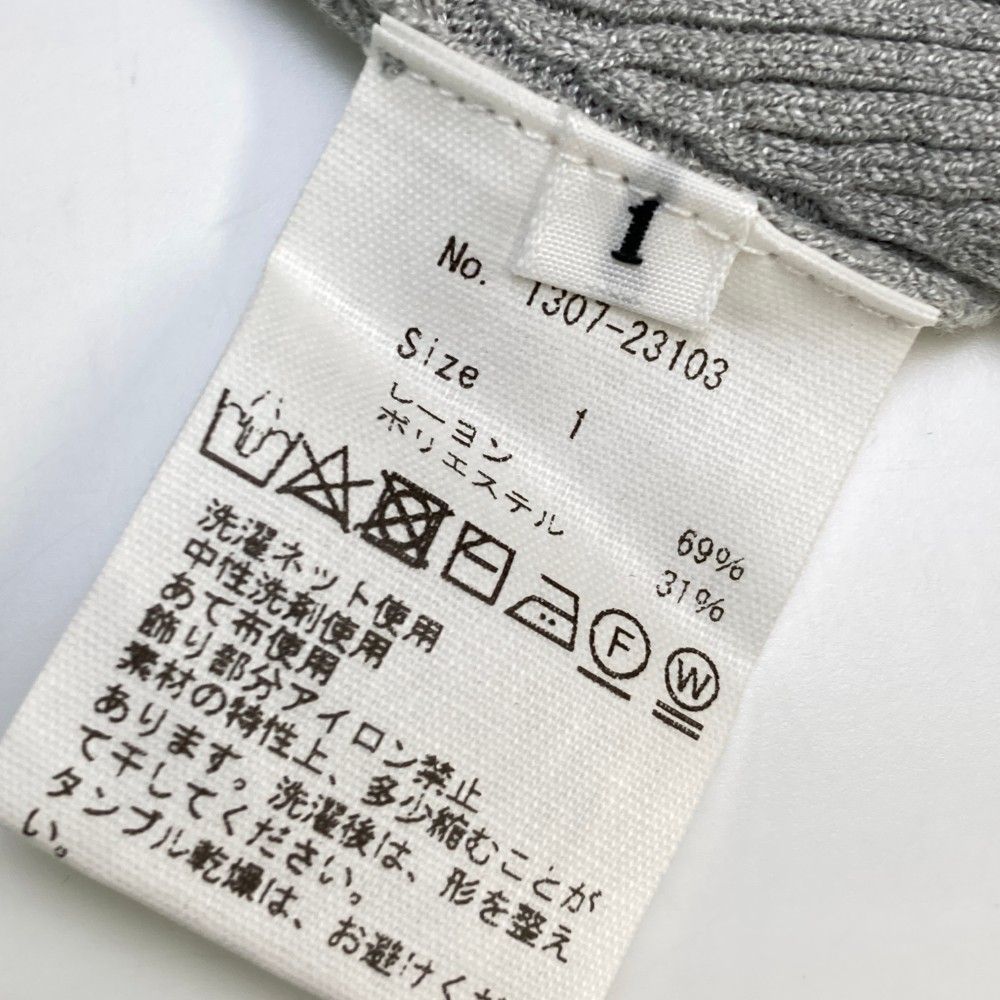 1
No. 1307-23103
Size 1
レーヨン 69%
ポリエステル 31%
F W
洗濯ネット使用
中性洗剤使用
あて布使用
飾り部分アイロン禁止
素材の特性上、多少縮むことが
あります。洗濯後は、形を整え
て干してください。
タンブル乾燥は、お避けくださ
い。